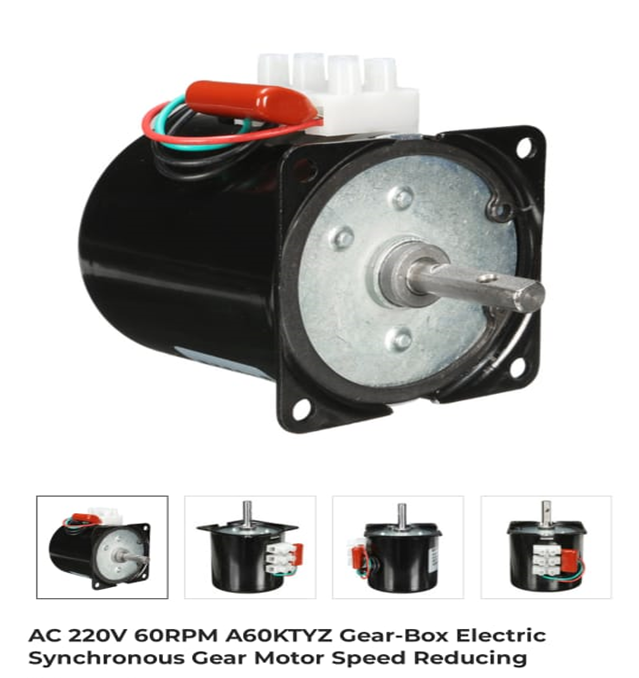 AC 220V 60RPM A60KTYZ Gear-Box Electric
Synchronous Gear Motor Speed Reducing